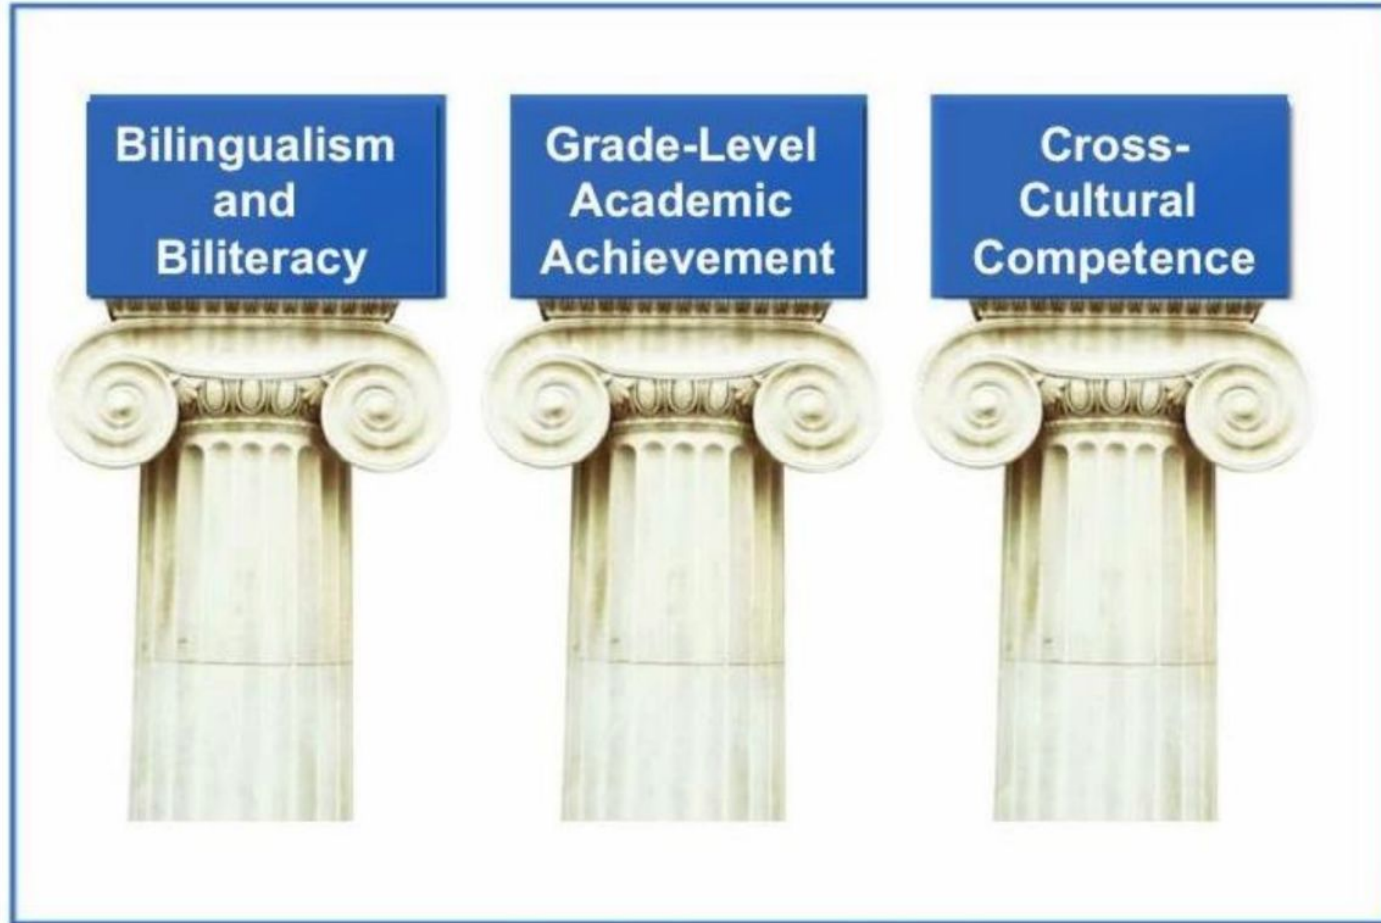 Bilingualism
and
Biliteracy
Grade-Level
Academic
Achievement
Cross-
Cultural
Competence